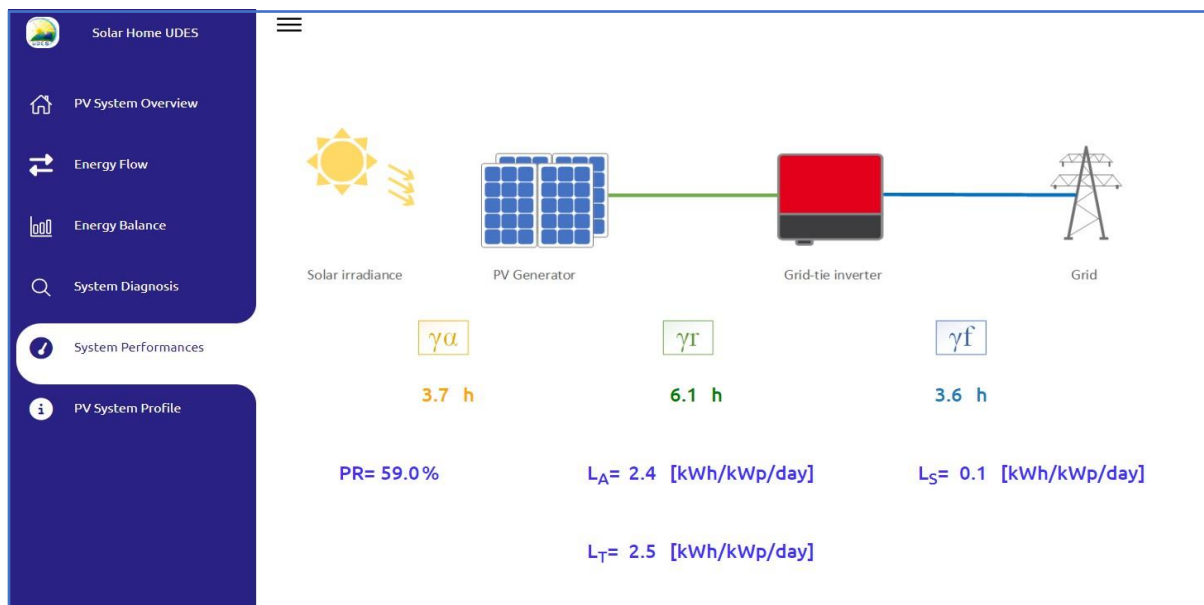 UDES
Solar Home UDES
PV System Overview
Energy Flow
Energy Balance
System Diagnosis
System Performances
PV System Profile
Solar irradiance
PV Generator
Grid-tie inverter
Grid
γα
γr
γf
3.7 h
6.1 h
3.6 h
PR= 59.0%
LA= 2.4 [kWh/kWp/day]
LS= 0.1 [kWh/kWp/day]
LT= 2.5 [kWh/kWp/day]